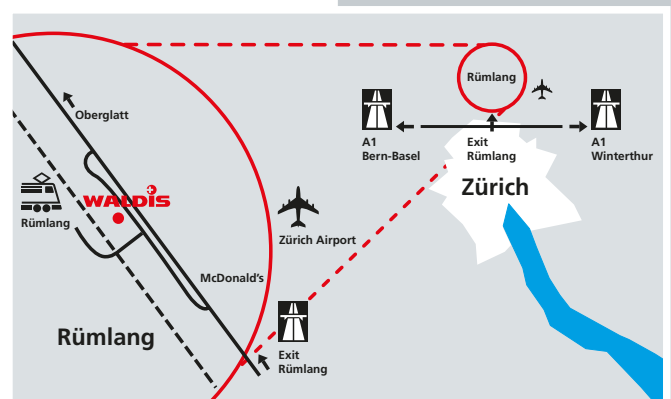 Oberglatt
WALDIS
Rümlang
Zürich Airport
McDonald's
Rümlang
Exit
Rümlang
Rümlang
A1
Bern-Basel
Exit
Rümlang
A1
Winterthur
Zürich